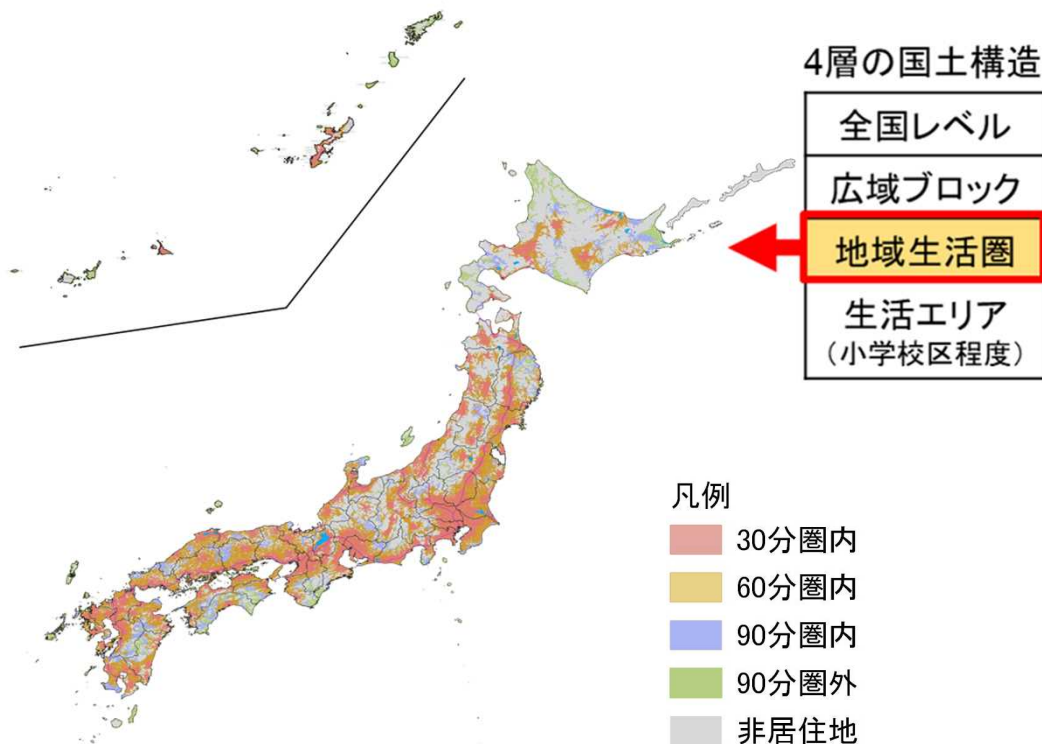 4層の国土構造
全国レベル
広域ブロック
地域生活圏
生活エリア
（小学校区程度）
凡例
30分圏内
60分圏内
90分圏内
90分圏外
非居住地